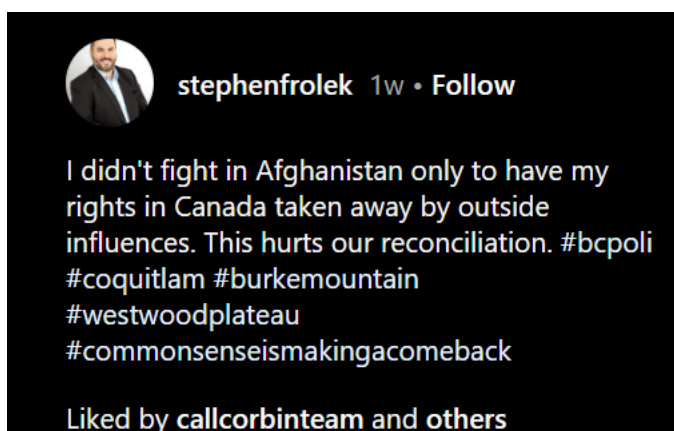 stephenfrolek 1w • Follow
I didn't fight in Afghanistan only to have my
rights in Canada taken away by outside
influences. This hurts our reconciliation. #bcpoli
#coquitlam #burkemountain
#westwoodplateau
#commonsenseismakingacomeback
Liked by callcorbinteam and others